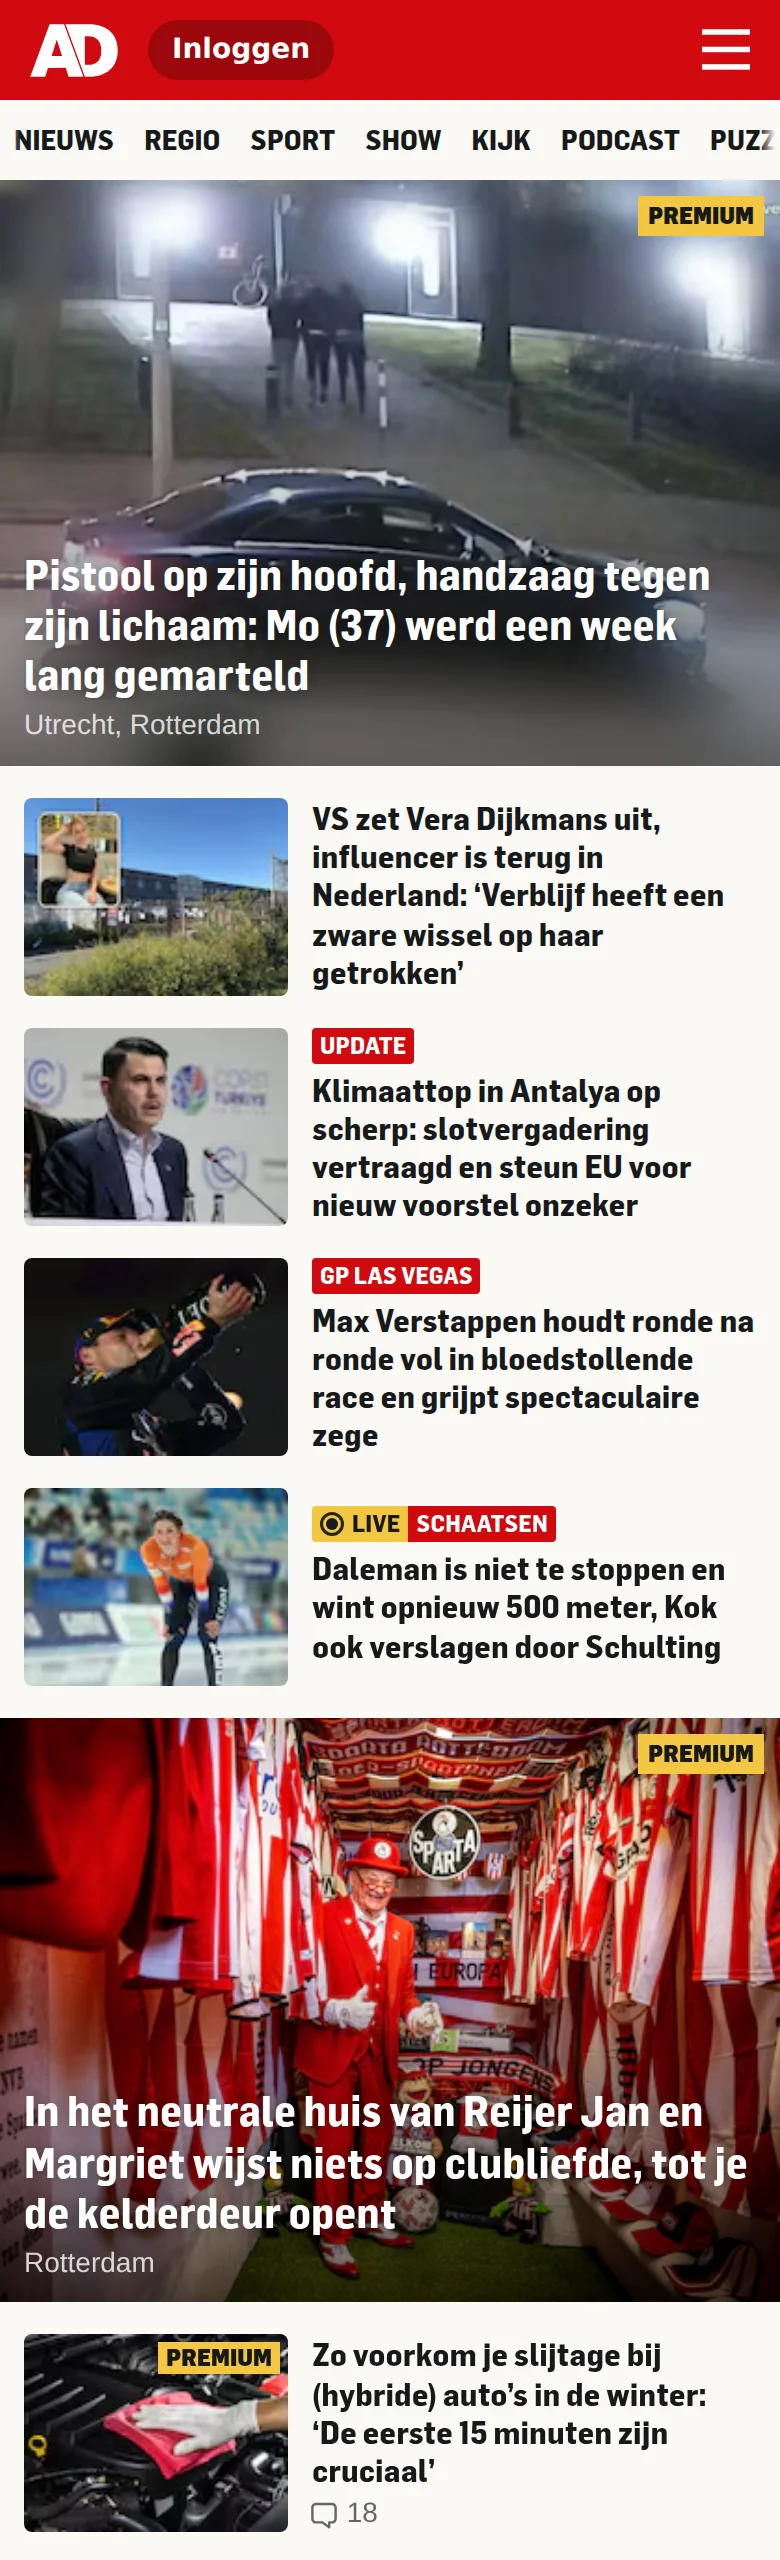 AD
Inloggen
NIEUWS REGIO SPORT SHOW KIJK PODCAST PUZZ
PREMIUM
Pistool op zijn hoofd, handzaag tegen
zijn lichaam: Mo (37) werd een week
lang gemarteld
Utrecht, Rotterdam
VS zet Vera Dijkmans uit,
influencer is terug in
Nederland: ‘Verblijf heeft een
zware wissel op haar
getrokken’
UPDATE
Klimaattop in Antalya op
scherp: slotvergadering
vertraagd en steun EU voor
nieuw voorstel onzeker
GP LAS VEGAS
Max Verstappen houdt ronde na
ronde vol in bloedstollende
race en grijpt spectaculaire
zege
LIVE SCHAATSEN
Daleman is niet te stoppen en
wint opnieuw 500 meter, Kok
ook verslagen door Schulting
PREMIUM
SPARTA
EUROPA
OP JONGENS
In het neutrale huis van Reijer Jan en
Margriet wijst niets op clubliefde, tot je
de kelderdeur opent
Rotterdam
PREMIUM
Zo voorkom je slijtage bij
(hybride) auto’s in de winter:
‘De eerste 15 minuten zijn
cruciaal’
18